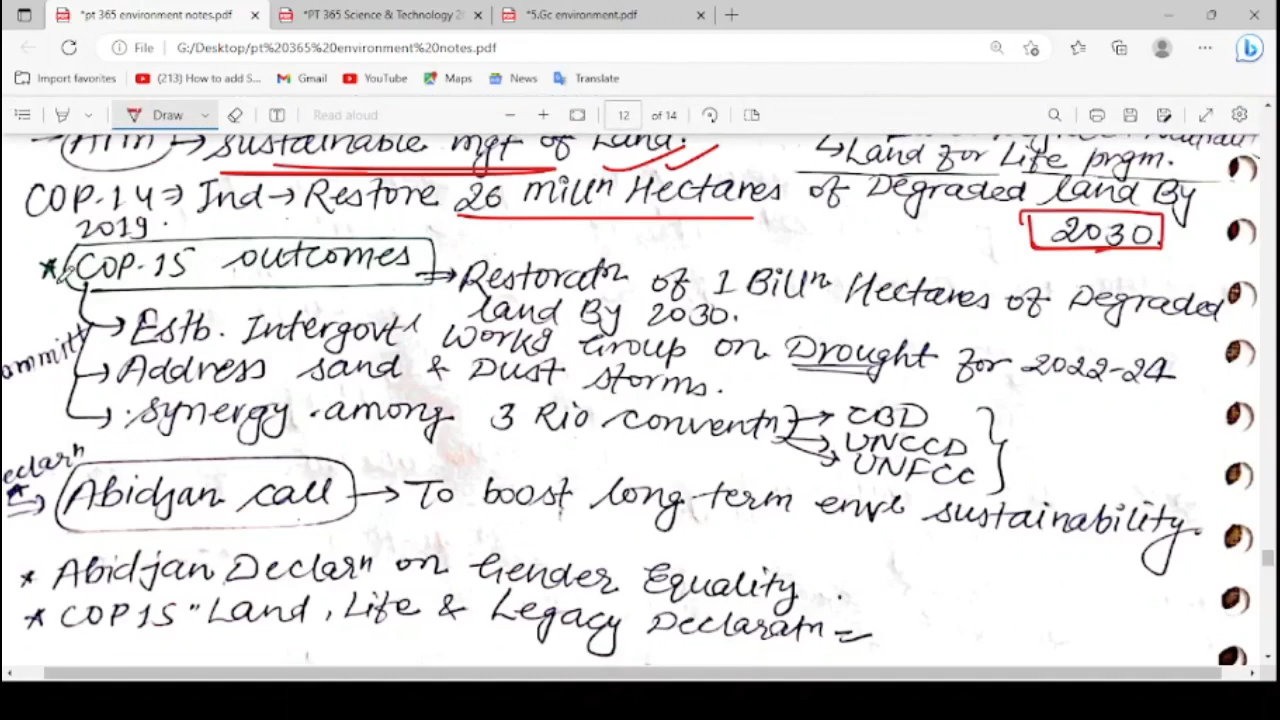 *pt 365 environment notes.pdf
*PT 365 Science & Technology 2
*5.Gc environment.pdf
File
G:/Desktop/pt%20365%20environment%20notes.pdf
Import favorites
(213) How to add S...
Gmail
YouTube
Maps
News
Translate
Draw
Read aloud
12
of 14
Aim → sustainable mgt of Land.
↳ Land for Life prgm.
COP.14 ⇒ Ind → Restore 26 millⁿ Hectares of Degraded land By
2019.
2030.
* COP.15 outcomes → Restoratⁿ of 1 Billⁿ Hectares of Degraded
land By 2030.
→ Estb. Intergovtˡ works Group on Drought for 2022-24
→ Address sand & Dust storms.
→ synergy among 3 Rio conventⁿ → CBD
→ UNCCD
→ UNFCC
Abidjan call → To boost long term envˡ sustainability.
* Abidjan Declarⁿ on Gender Equality.
* COP15 "Land, Life & Legacy Declaratn =